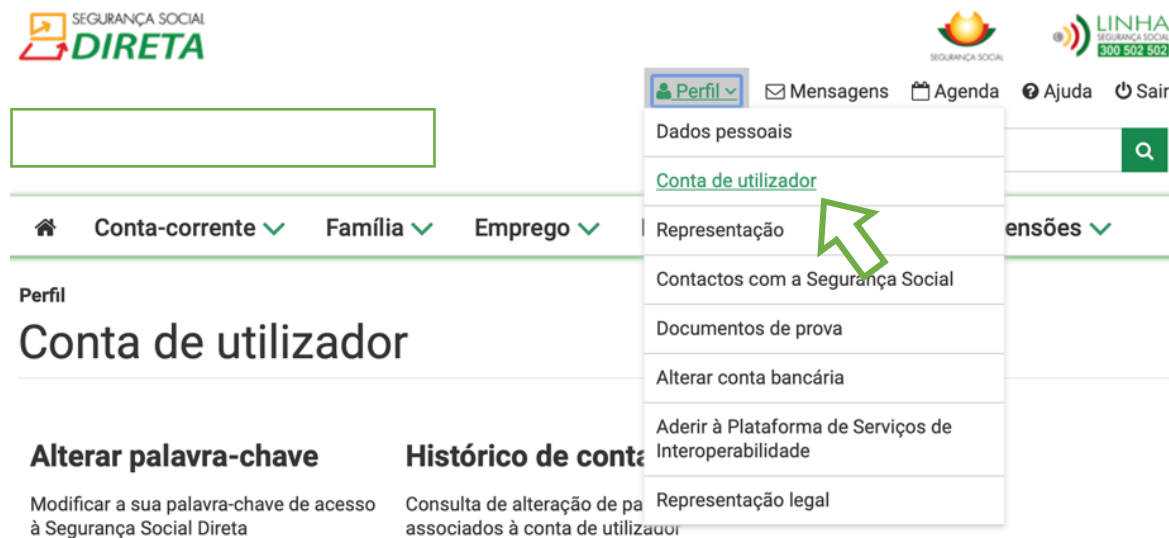 SEGURANÇA SOCIAL
DIRETA
SEGURANÇA SOCIAL
LINHA
SEGURANÇA SOCIAL
300 502 502
Perfil
Mensagens
Agenda
Ajuda
Sair
Dados pessoais
Conta de utilizador
Representação
Contactos com a Segurança Social
Documentos de prova
Alterar conta bancária
Aderir à Plataforma de Serviços de
Interoperabilidade
Representação legal
Conta-corrente
Família
Emprego
ensões
Perfil
Conta de utilizador
Alterar palavra-chave
Modificar a sua palavra-chave de acesso
à Segurança Social Direta
Histórico de conta
Consulta de alteração de pa
associados à conta de utilizador